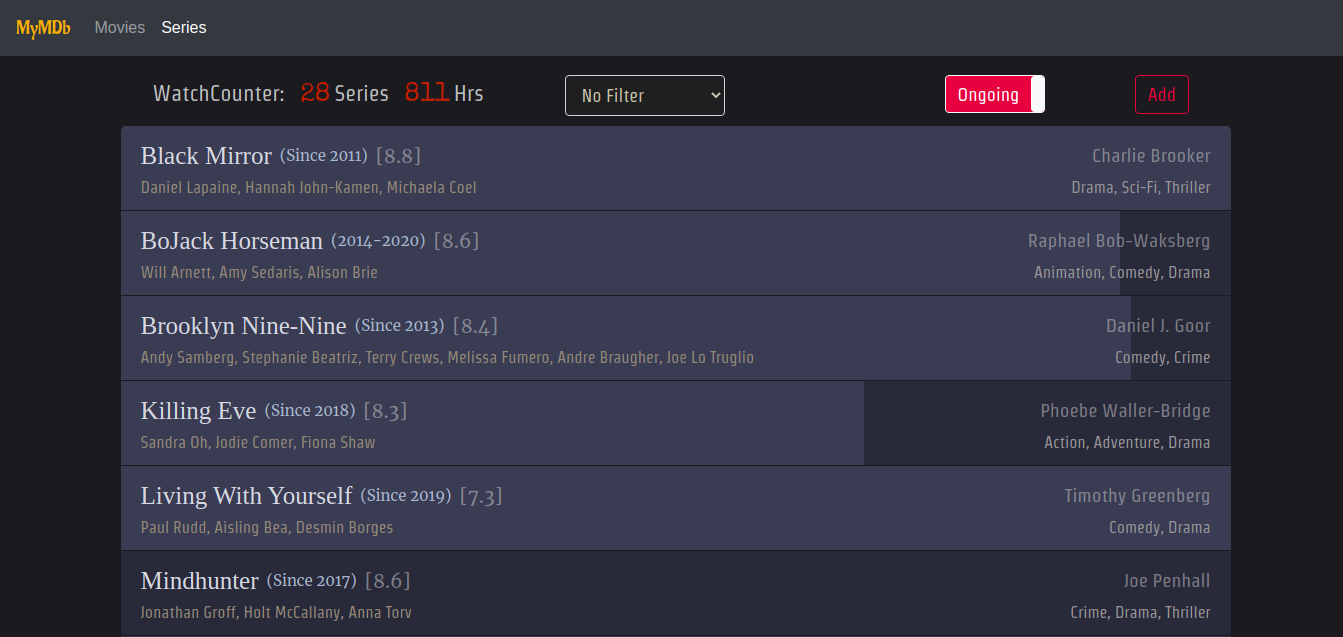 MyMDb Movies Series
WatchCounter: 28 Series 811 Hrs No Filter Ongoing Add
Black Mirror (Since 2011) [8.8] Charlie Brooker
Daniel Lapaine, Hannah John-Kamen, Michaela Coel Drama, Sci-Fi, Thriller
BoJack Horseman (2014-2020) [8.6] Raphael Bob-Waksberg
Will Arnett, Amy Sedaris, Alison Brie Animation, Comedy, Drama
Brooklyn Nine-Nine (Since 2013) [8.4] Daniel J. Goor
Andy Samberg, Stephanie Beatriz, Terry Crews, Melissa Fumero, Andre Braugher, Joe Lo Truglio Comedy, Crime
Killing Eve (Since 2018) [8.3] Phoebe Waller-Bridge
Sandra Oh, Jodie Comer, Fiona Shaw Action, Adventure, Drama
Living With Yourself (Since 2019) [7.3] Timothy Greenberg
Paul Rudd, Aisling Bea, Desmin Borges Comedy, Drama
Mindhunter (Since 2017) [8.6] Joe Penhall
Jonathan Groff, Holt McCallany, Anna Torv Crime, Drama, Thriller